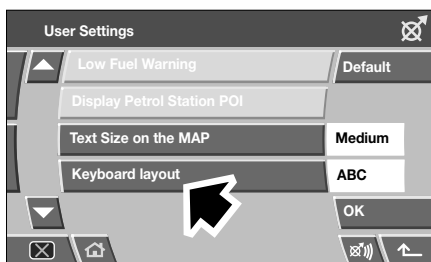 User Settings
Low Fuel Warning
Default
Display Petrol Station POI
Text Size on the MAP
Medium
Keyboard layout
ABC
OK